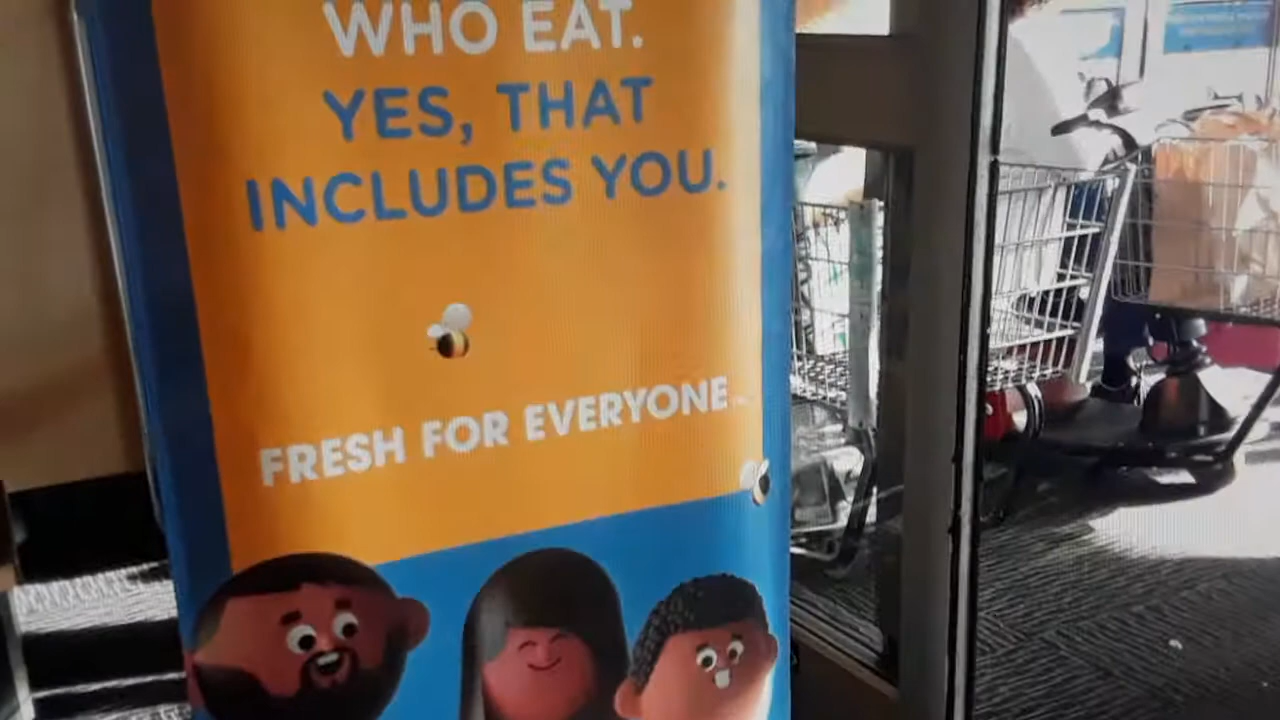 WHO EAT.
YES, THAT
INCLUDES YOU.
FRESH FOR EVERYONE